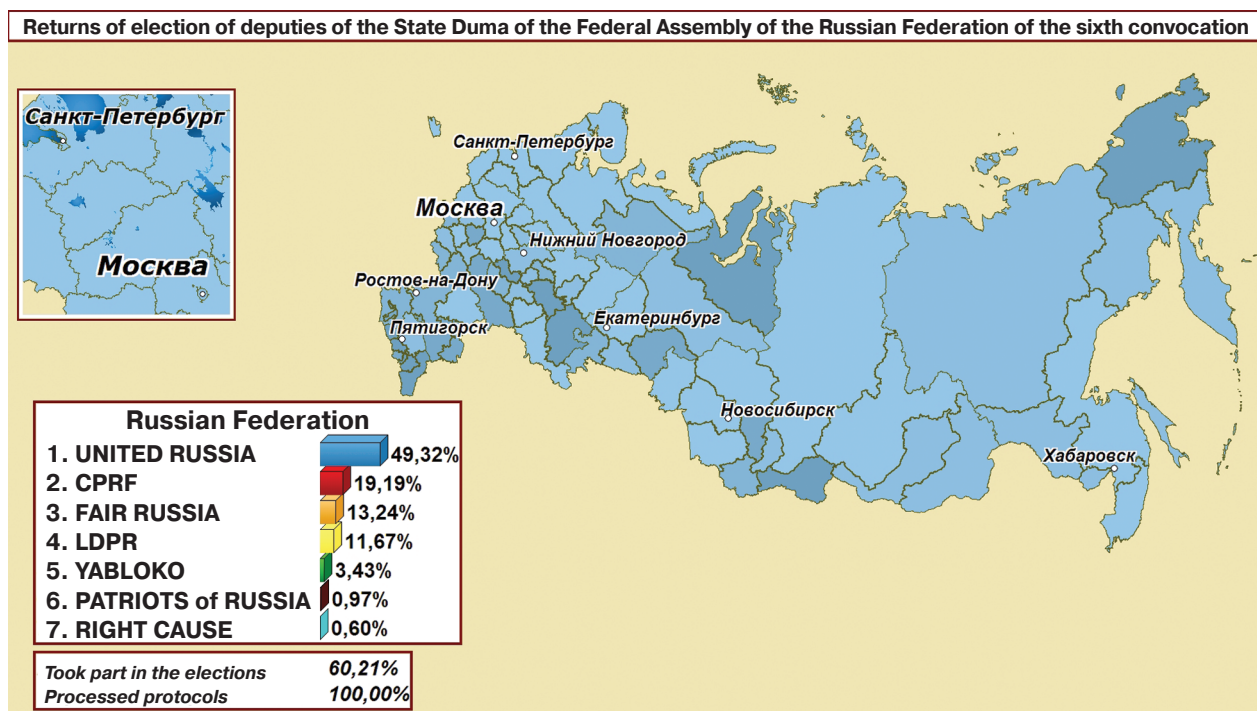 Returns of election of deputies of the State Duma of the Federal Assembly of the Russian Federation of the sixth convocation
Санкт-Петербург
Москва
Санкт-Петербург
Москва
Нижний Новгород
Ростов-на-Дону
Пятигорск
Екатеринбург
Новосибирск
Хабаровск
Russian Federation
1. UNITED RUSSIA 49,32%
2. CPRF 19,19%
3. FAIR RUSSIA 13,24%
4. LDPR 11,67%
5. YABLOKO 3,43%
6. PATRIOTS of RUSSIA 0,97%
7. RIGHT CAUSE 0,60%
Took part in the elections 60,21%
Processed protocols 100,00%